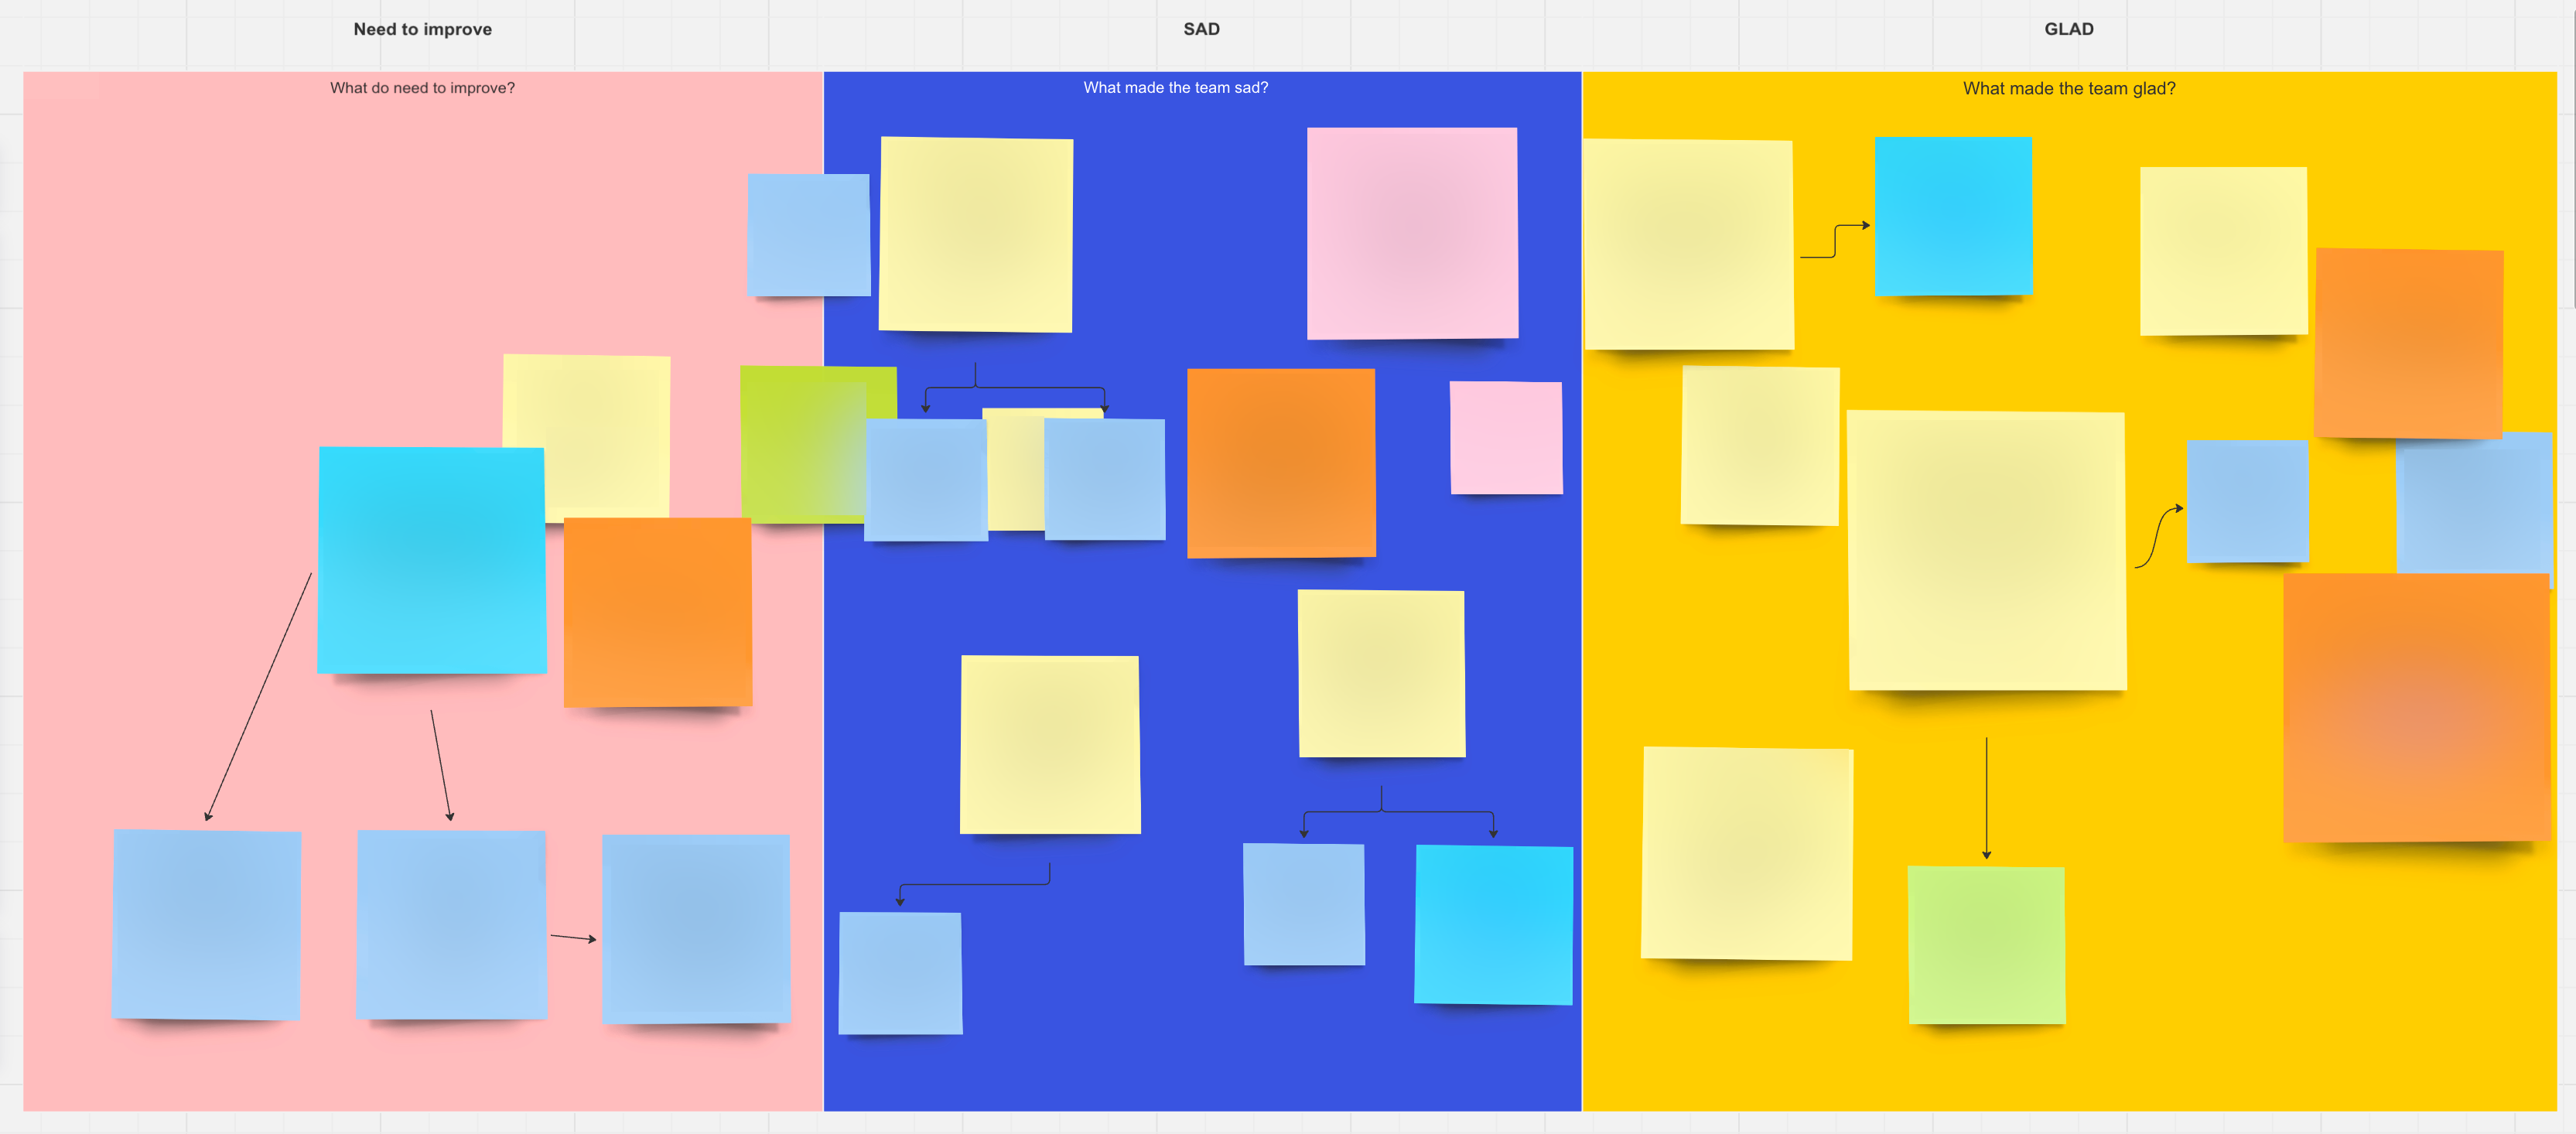 Need to improve
SAD
GLAD
What do need to improve?
What made the team sad?
What made the team glad?